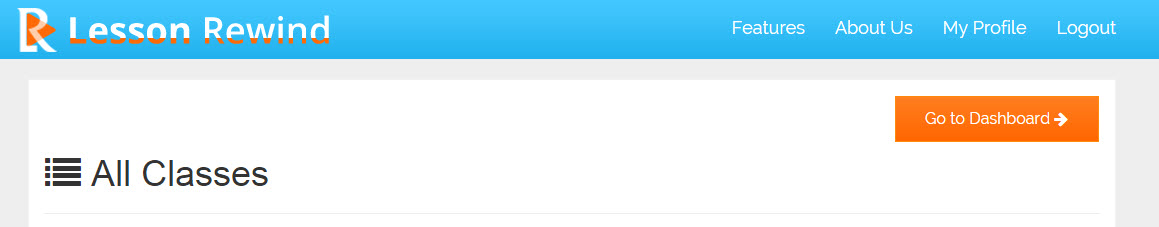 Lesson Rewind
Features About Us My Profile Logout
Go to Dashboard
All Classes